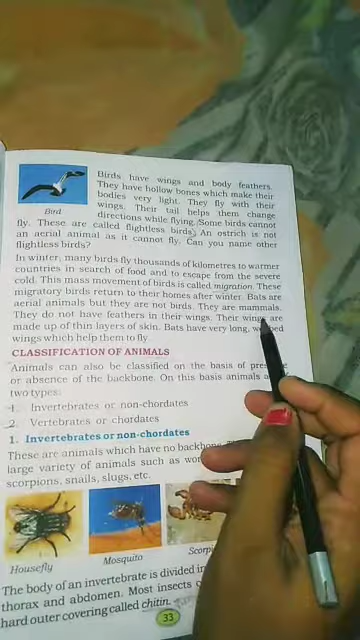 Birds have wings and body feathers.
They have hollow bones which make their
bodies very light. They fly with their
wings. Their tail helps them change
directions while flying. Some birds cannot
Bird
fly. These are called flightless birds. An ostrich is not
an aerial animal as it cannot fly. Can you name other
flightless birds?
In winter, many birds fly thousands of kilometres to warmer
countries in search of food and to escape from the severe
cold. This mass movement of birds is called migration. These
migratory birds return to their homes after winter. Bats are
aerial animals but they are not birds. They are mammals.
They do not have feathers in their wings. Their wings are
made up of thin layers of skin. Bats have very long,
wings which help them to fly.
CLASSIFICATION OF ANIMALS
Animals can also be classified on the basis of
or absence of the backbone. On this basis animals
two types:
1. Invertebrates or non-chordates
2. Vertebrates or chordates
1. Invertebrates or non-chordates
These are animals which have no backbone.
large variety of animals such as
scorpions, snails, slugs, etc.
Housefly
Mosquito
The body of an invertebrate is divided
thorax and abdomen. Most insects
hard outer covering called chitin.
33